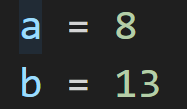 a = 8
b = 13